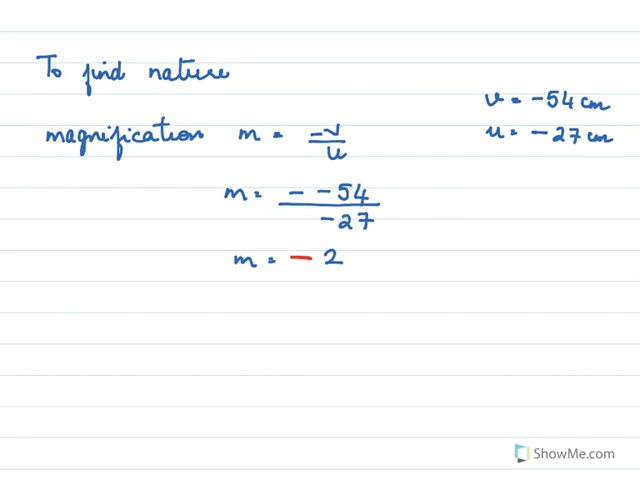 To find nature
v = -54 cm
magnification m = -v/u
u = - 27 cm
m = - -54/-27
m = - 2
ShowMe.com